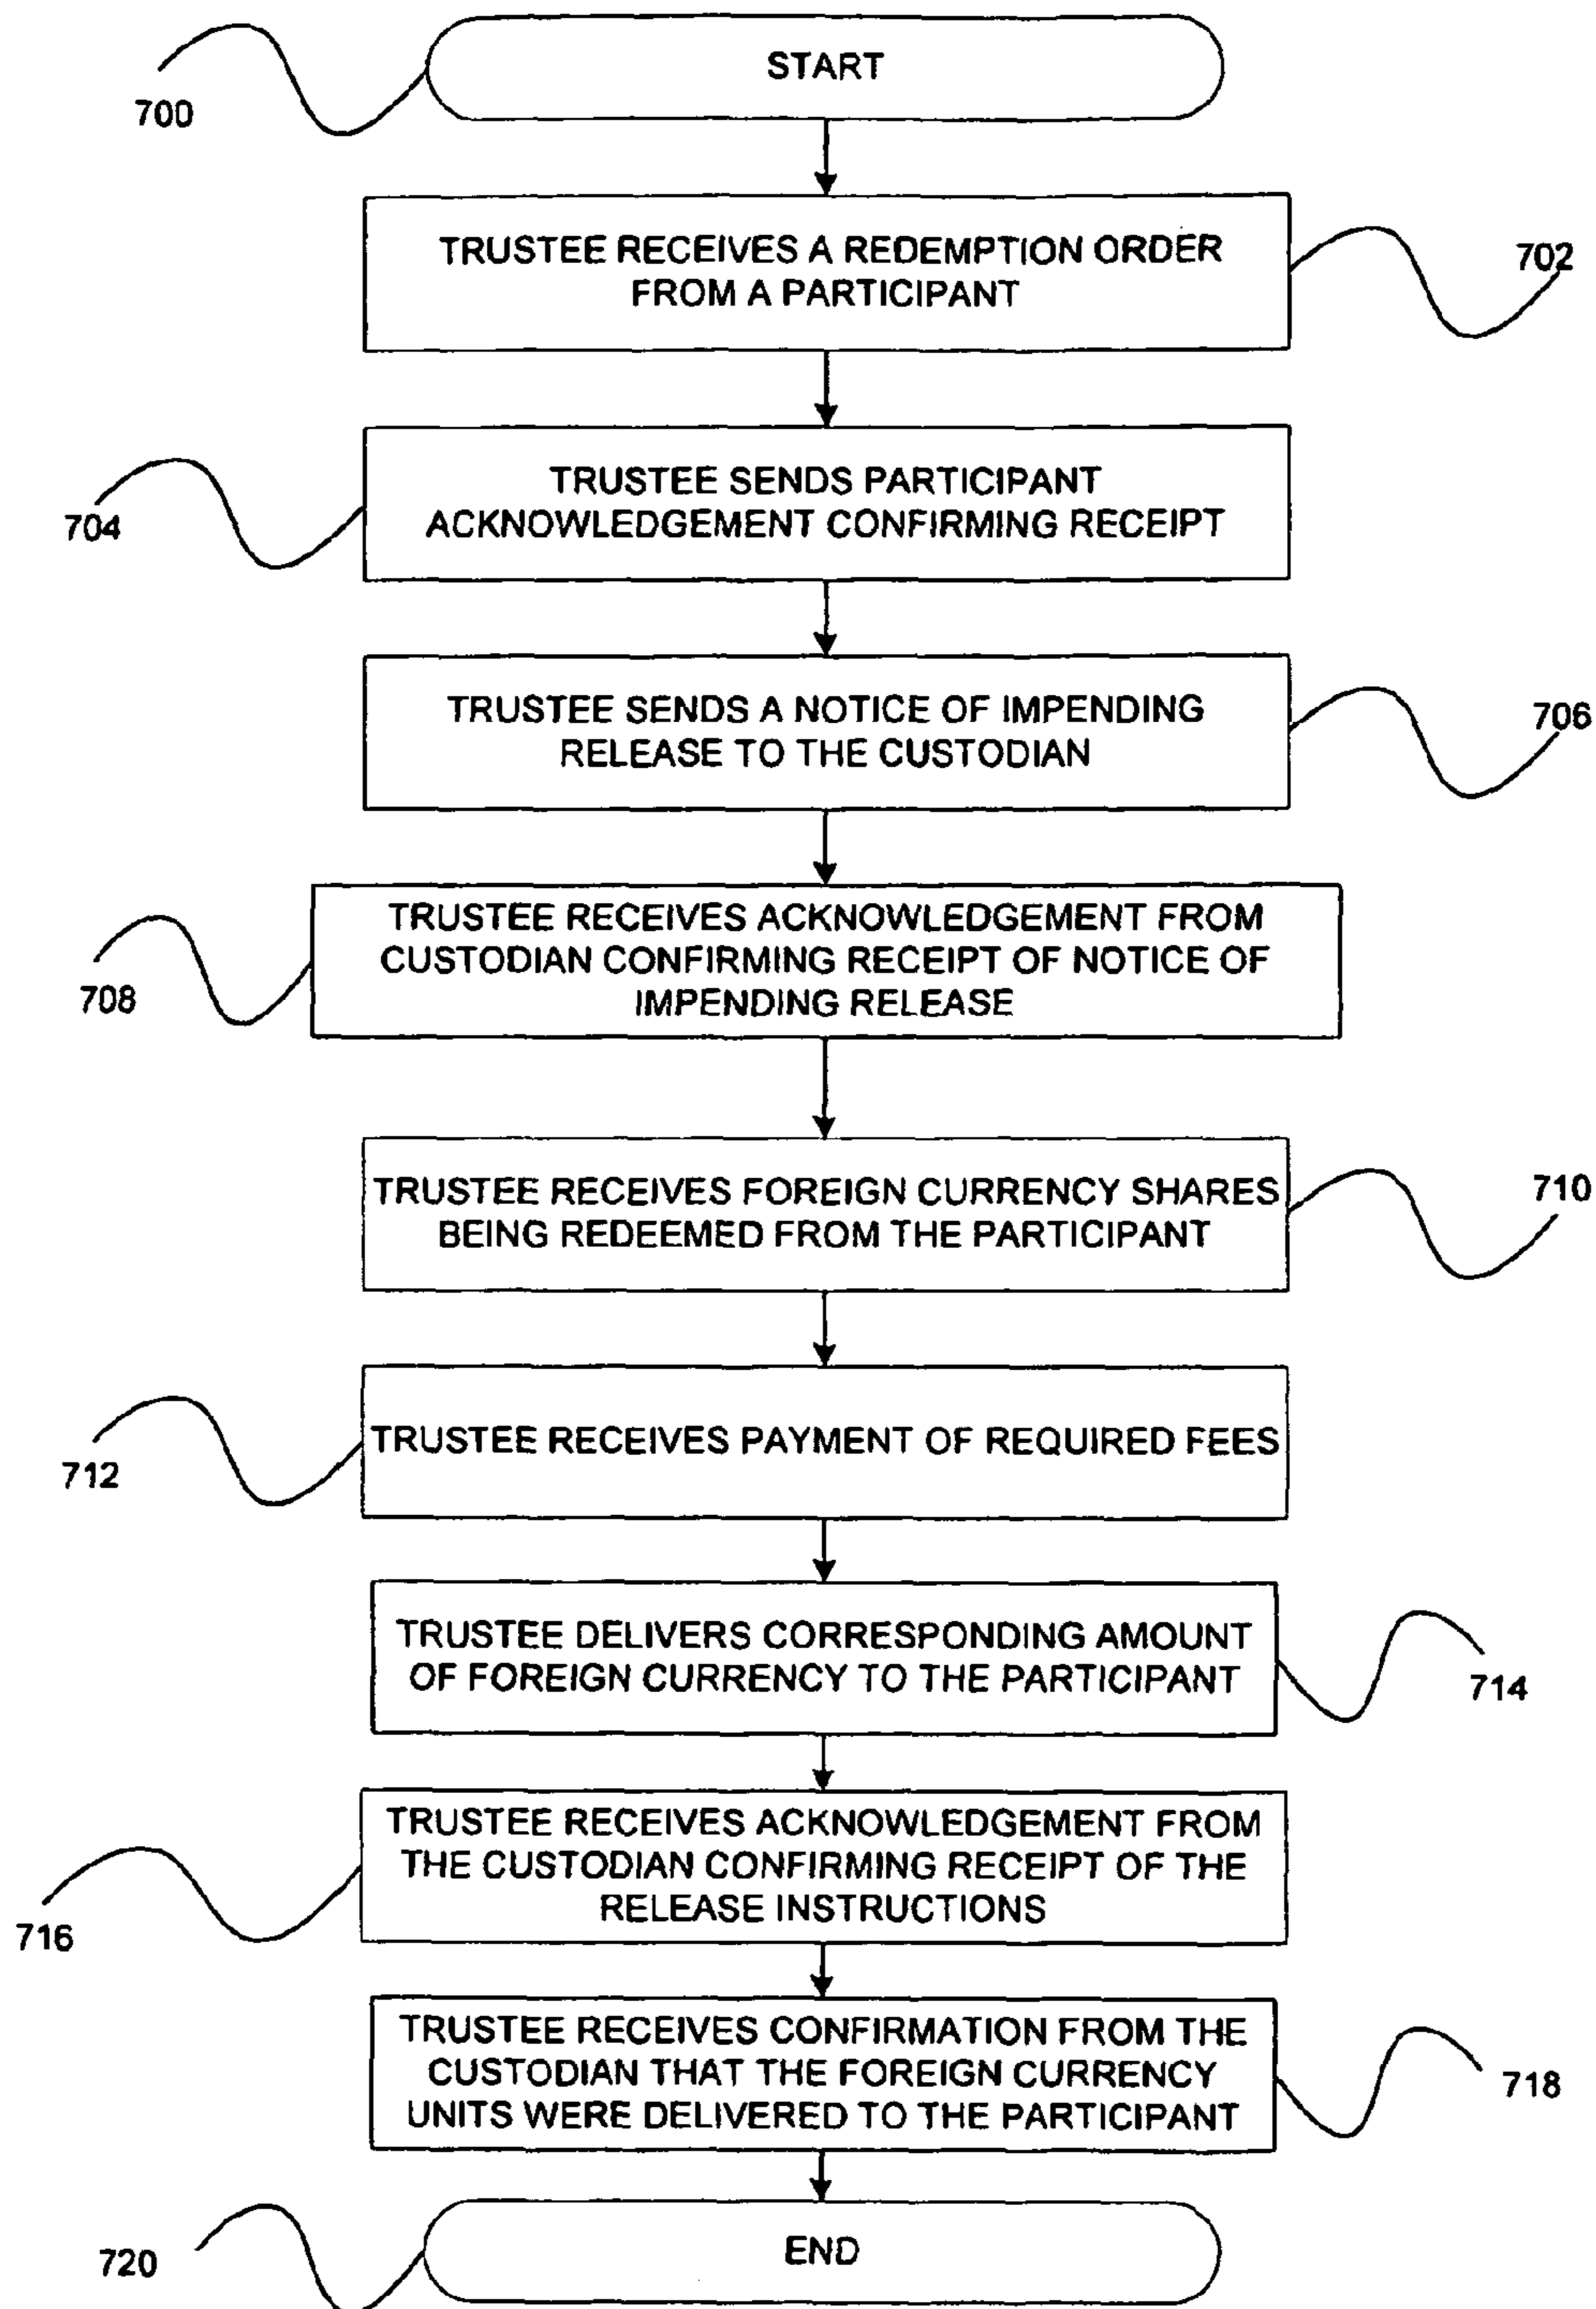 START
700
TRUSTEE RECEIVES A REDEMPTION ORDER
FROM A PARTICIPANT
702
TRUSTEE SENDS PARTICIPANT
ACKNOWLEDGEMENT CONFIRMING RECEIPT
704
TRUSTEE SENDS A NOTICE OF IMPENDING
RELEASE TO THE CUSTODIAN
706
TRUSTEE RECEIVES ACKNOWLEDGEMENT FROM
CUSTODIAN CONFIRMING RECEIPT OF NOTICE OF
IMPENDING RELEASE
708
TRUSTEE RECEIVES FOREIGN CURRENCY SHARES
BEING REDEEMED FROM THE PARTICIPANT
710
TRUSTEE RECEIVES PAYMENT OF REQUIRED FEES
712
TRUSTEE DELIVERS CORRESPONDING AMOUNT
OF FOREIGN CURRENCY TO THE PARTICIPANT
714
TRUSTEE RECEIVES ACKNOWLEDGEMENT FROM
THE CUSTODIAN CONFIRMING RECEIPT OF THE
RELEASE INSTRUCTIONS
716
TRUSTEE RECEIVES CONFIRMATION FROM THE
CUSTODIAN THAT THE FOREIGN CURRENCY
UNITS WERE DELIVERED TO THE PARTICIPANT
718
END
720